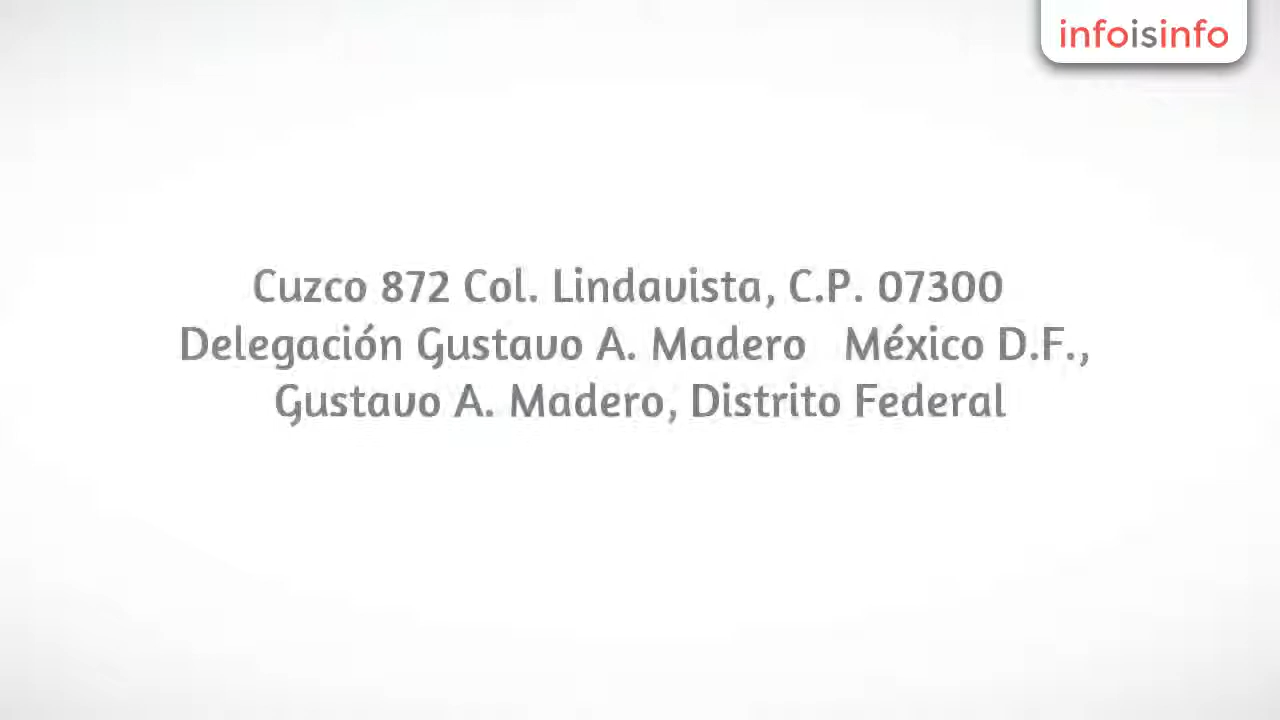 infoisinfo
Cuzco 872 Col. Lindavista, C.P. 07300
Delegación Gustavo A. Madero   México D.F.,
Gustavo A. Madero, Distrito Federal